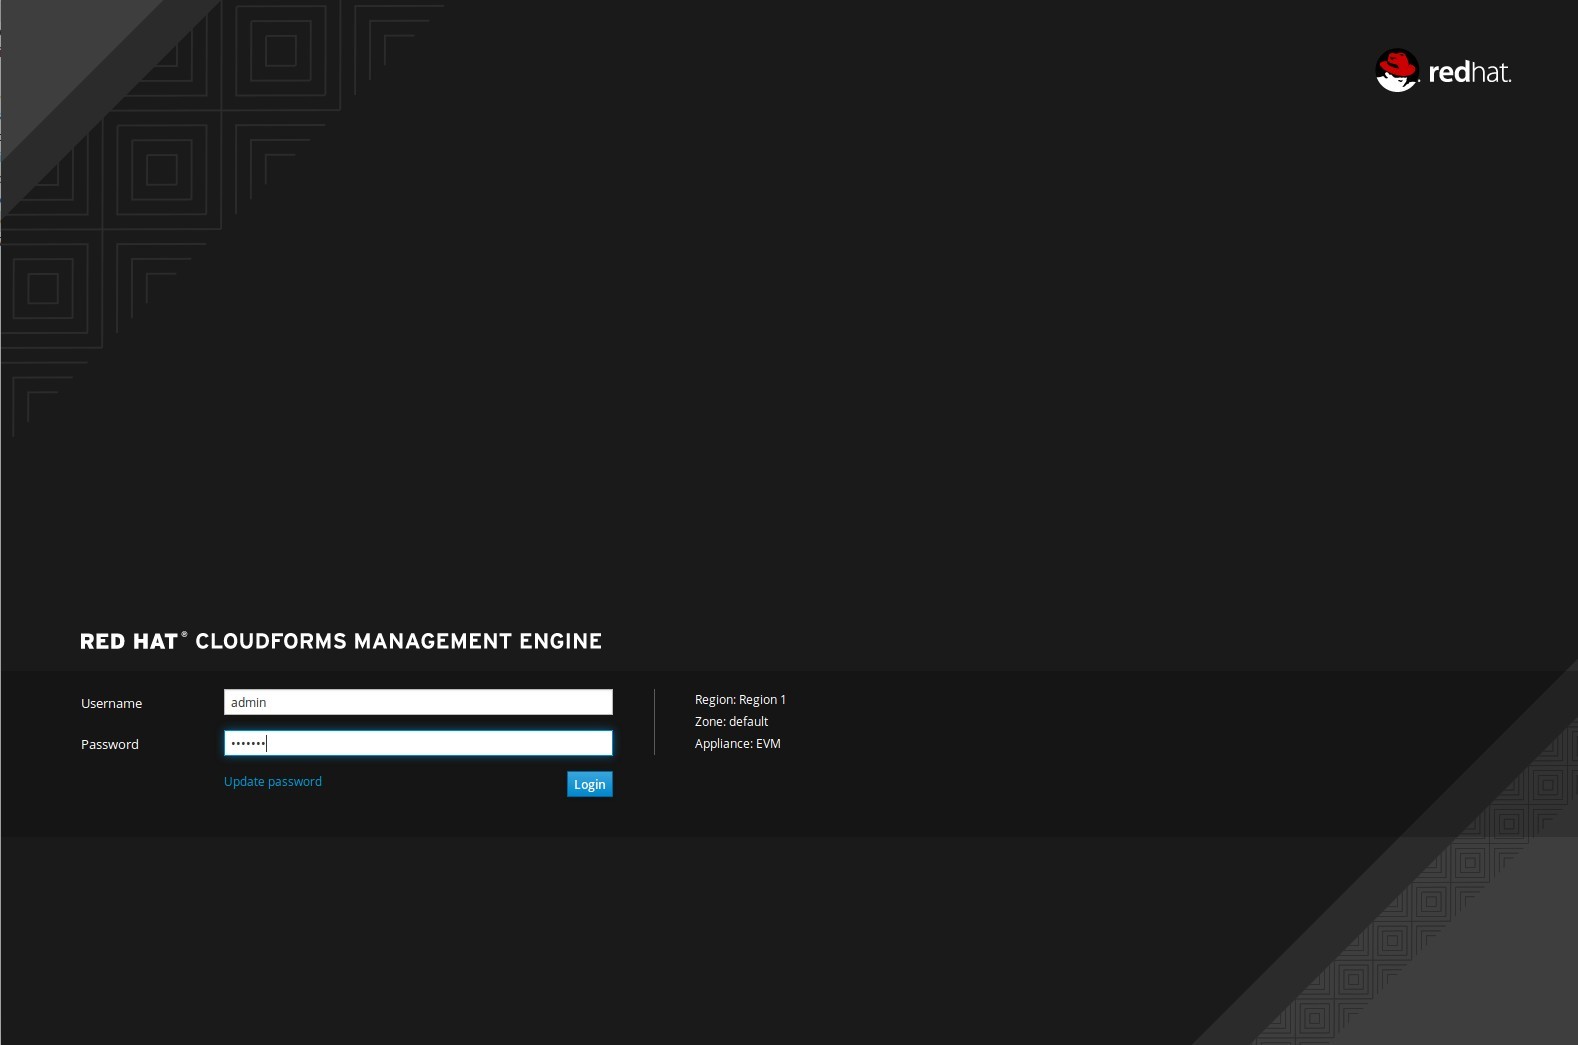 redhat.
RED HAT® CLOUDFORMS MANAGEMENT ENGINE
Username
admin
Password
•••••••
Update password
Login
Region: Region 1
Zone: default
Appliance: EVM